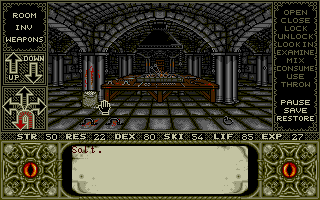 ROOM
INV
WEAPONS
UP
DOWN
OPEN
CLOSE
LOCK
UNLOCK
LOOK IN
EXAMINE
MIX
CONSUME
USE
THROW
PAUSE
SAVE
RESTORE
STR 50 RES 22 DEX 80 SKI 54 LIF 85 EXP 27
Salt.